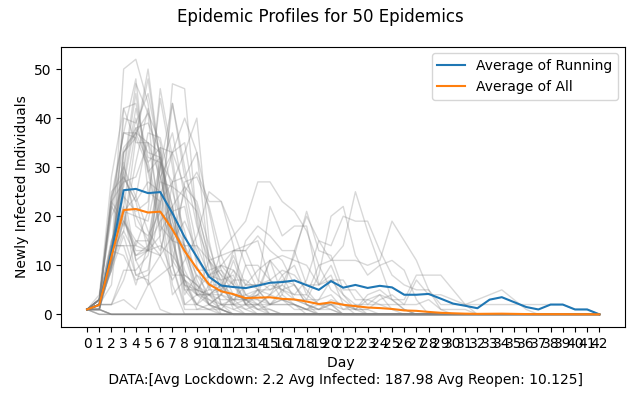 Epidemic Profiles for 50 Epidemics
Average of Running
Average of All
Newly Infected Individuals
50
40
30
20
10
0
0 1 2 3 4 5 6 7 8 9 10 11 12 13 14 15 16 17 18 19 20 21 22 23 24 25 26 27 28 29 30 31 32 33 34 35 36 37 38 39 40 41 42
Day
DATA:[Avg Lockdown: 2.2 Avg Infected: 187.98 Avg Reopen: 10.125]